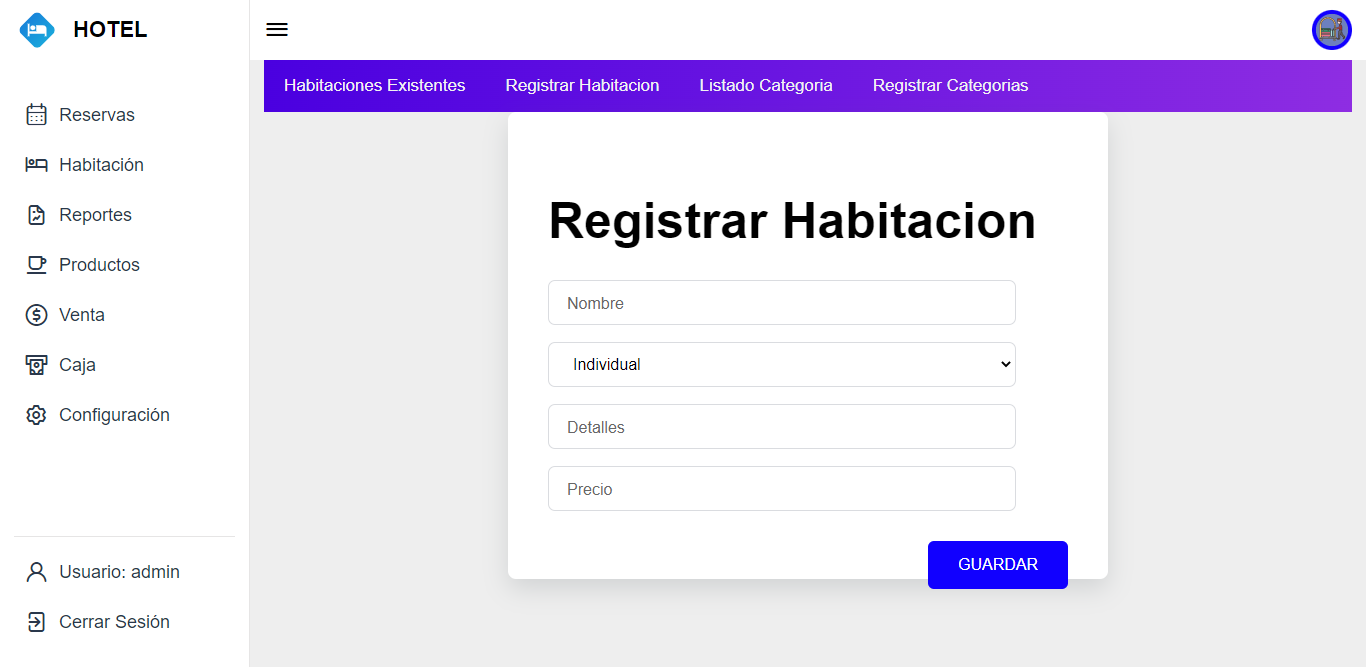 HOTEL
Reservas
Habitación
Reportes
Productos
Venta
Caja
Configuración
Usuario: admin
Cerrar Sesión
Habitaciones Existentes Registrar Habitacion Listado Categoria Registrar Categorias
Registrar Habitacion
Nombre
Individual
Detalles
Precio
GUARDAR